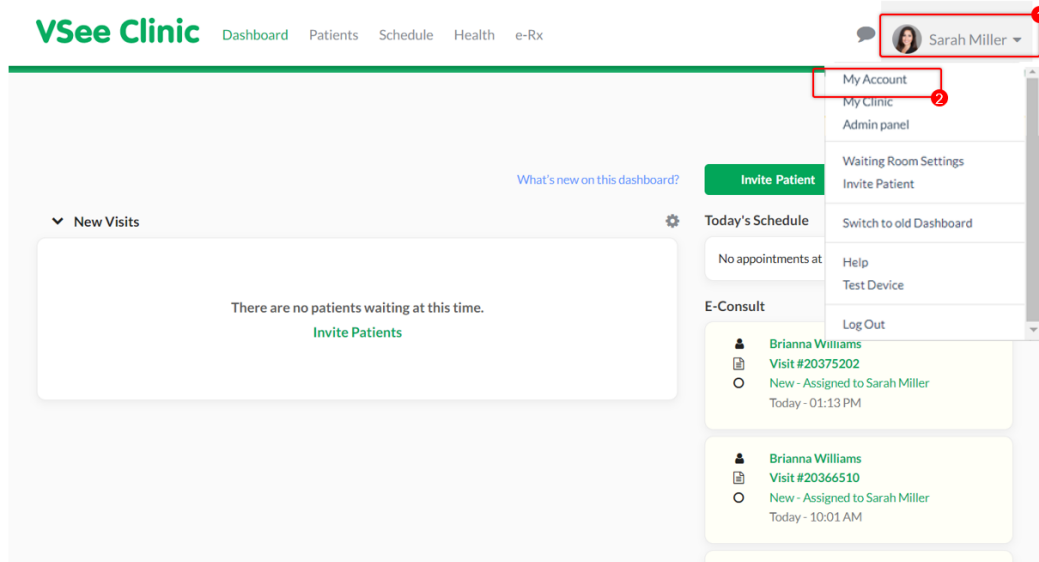 VSee Clinic Dashboard Patients Schedule Health e-Rx Sarah Miller
My Account
2
My Clinic
Admin panel
Waiting Room Settings
Invite Patient
Switch to old Dashboard
Help
Test Device
Log Out
What's new on this dashboard? Invite Patient
New Visits
There are no patients waiting at this time.
Invite Patients
Today's Schedule
No appointments at
E-Consult
Brianna Williams
Visit #20375202
New - Assigned to Sarah Miller
Today - 01:13 PM
Brianna Williams
Visit #20366510
New - Assigned to Sarah Miller
Today - 10:01 AM